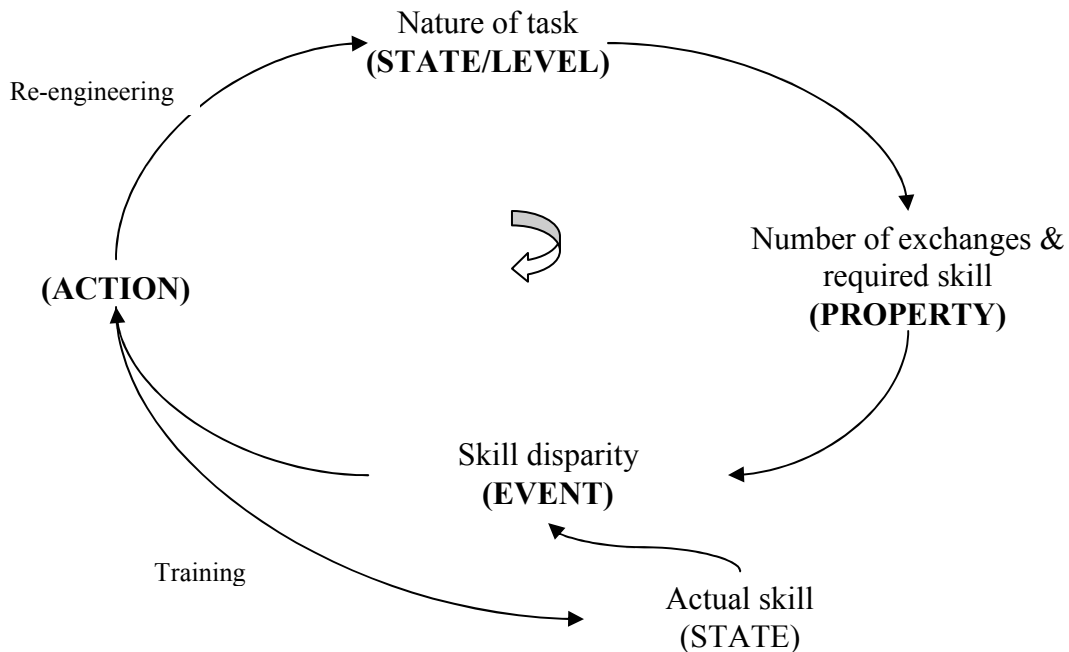 Nature of task
(STATE/LEVEL)
Re-engineering
Number of exchanges &
required skill
(PROPERTY)
(ACTION)
Skill disparity
(EVENT)
Training
Actual skill
(STATE)